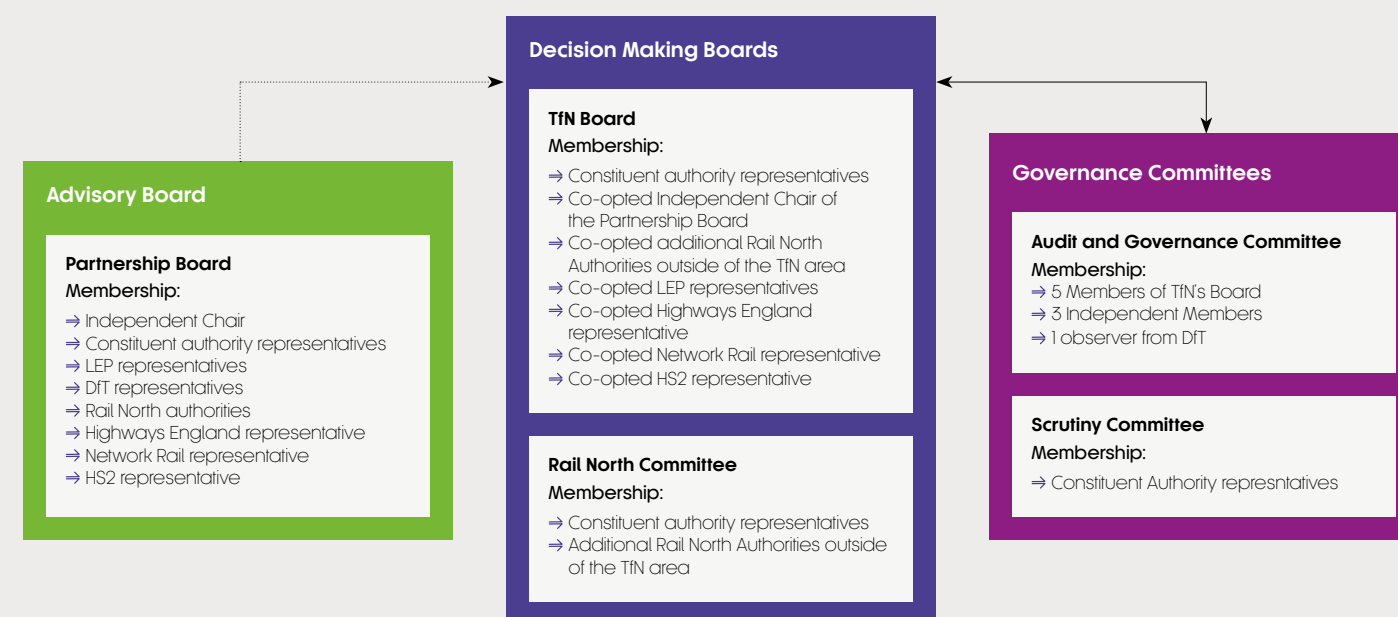 Advisory Board
Partnership Board
Membership:
⇒ Independent Chair
⇒ Constituent authority representatives
⇒ LEP representatives
⇒ DfT representatives
⇒ Rail North authorities
⇒ Highways England representative
⇒ Network Rail representative
⇒ HS2 representative
Decision Making Boards
TfN Board
Membership:
⇒ Constituent authority representatives
⇒ Co-opted Independent Chair of
the Partnership Board
⇒ Co-opted additional Rail North
Authorities outside of the TfN area
⇒ Co-opted LEP representatives
⇒ Co-opted Highways England
representative
⇒ Co-opted Network Rail representative
⇒ Co-opted HS2 representative
Rail North Committee
Membership:
⇒ Constituent authority representatives
⇒ Additional Rail North Authorities outside
of the TfN area
Governance Committees
Audit and Governance Committee
Membership:
⇒ 5 Members of TfN's Board
⇒ 3 Independent Members
⇒ 1 observer from DfT
Scrutiny Committee
Membership:
⇒ Constituent Authority represntatives